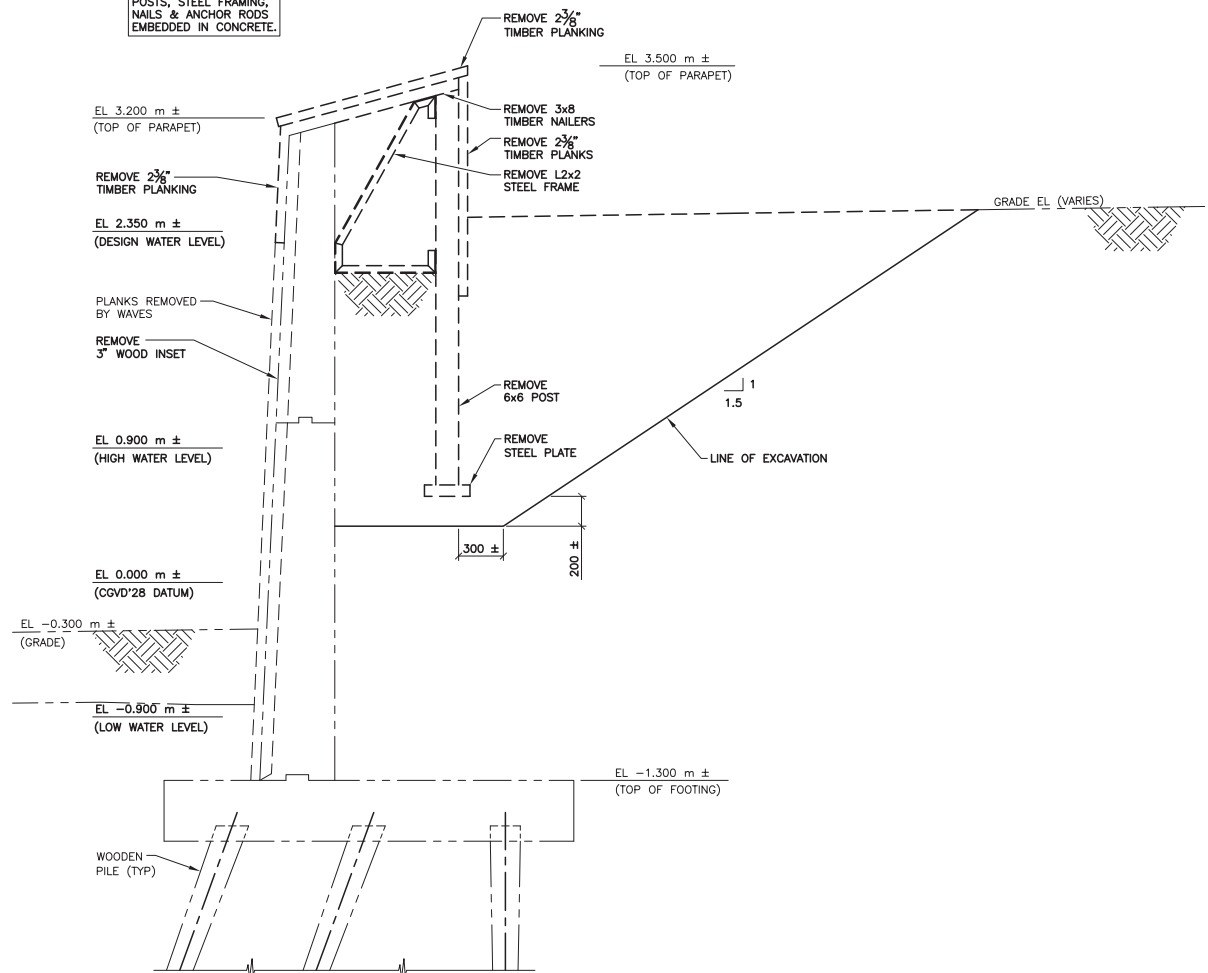 POSTS, STEEL FRAMING,
NAILS & ANCHOR RODS
EMBEDDED IN CONCRETE.
REMOVE 2⅜"
TIMBER PLANKING
EL 3.500 m ±
(TOP OF PARAPET)
EL 3.200 m ±
(TOP OF PARAPET)
REMOVE 3x8
TIMBER NAILERS
REMOVE 2⅜"
TIMBER PLANKS
REMOVE L2x2
STEEL FRAME
REMOVE 2⅜"
TIMBER PLANKING
GRADE EL (VARIES)
EL 2.350 m ±
(DESIGN WATER LEVEL)
PLANKS REMOVED
BY WAVES
REMOVE
3" WOOD INSET
REMOVE
6x6 POST
1
1.5
EL 0.900 m ±
(HIGH WATER LEVEL)
REMOVE
STEEL PLATE
LINE OF EXCAVATION
300 ±
200 ±
EL 0.000 m ±
(CGVD'28 DATUM)
EL -0.300 m ±
(GRADE)
EL -0.900 m ±
(LOW WATER LEVEL)
EL -1.300 m ±
(TOP OF FOOTING)
WOODEN
PILE (TYP)